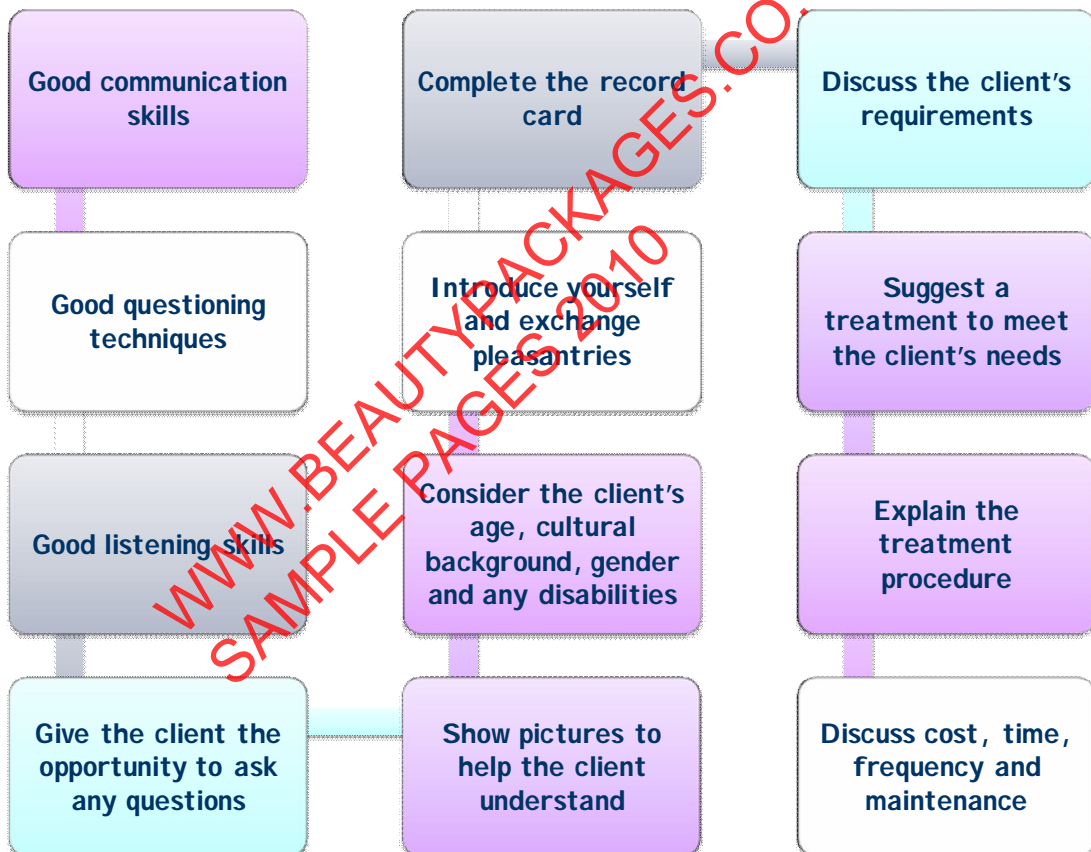 Good communication
skills
Good questioning
techniques
Good listening skills
Give the client the
opportunity to ask
any questions
Show pictures to
help the client
understand
Consider the client's
age, cultural
background, gender
and any disabilities
Introduce yourself
and exchange
pleasantries
Complete the record
card
Discuss the client's
requirements
Suggest a
treatment to meet
the client's needs
Explain the
treatment
procedure
Discuss cost, time,
frequency and
maintenance
WWW.BEAUTYPACKAGES.CO.
SAMPLE PAGES 2010